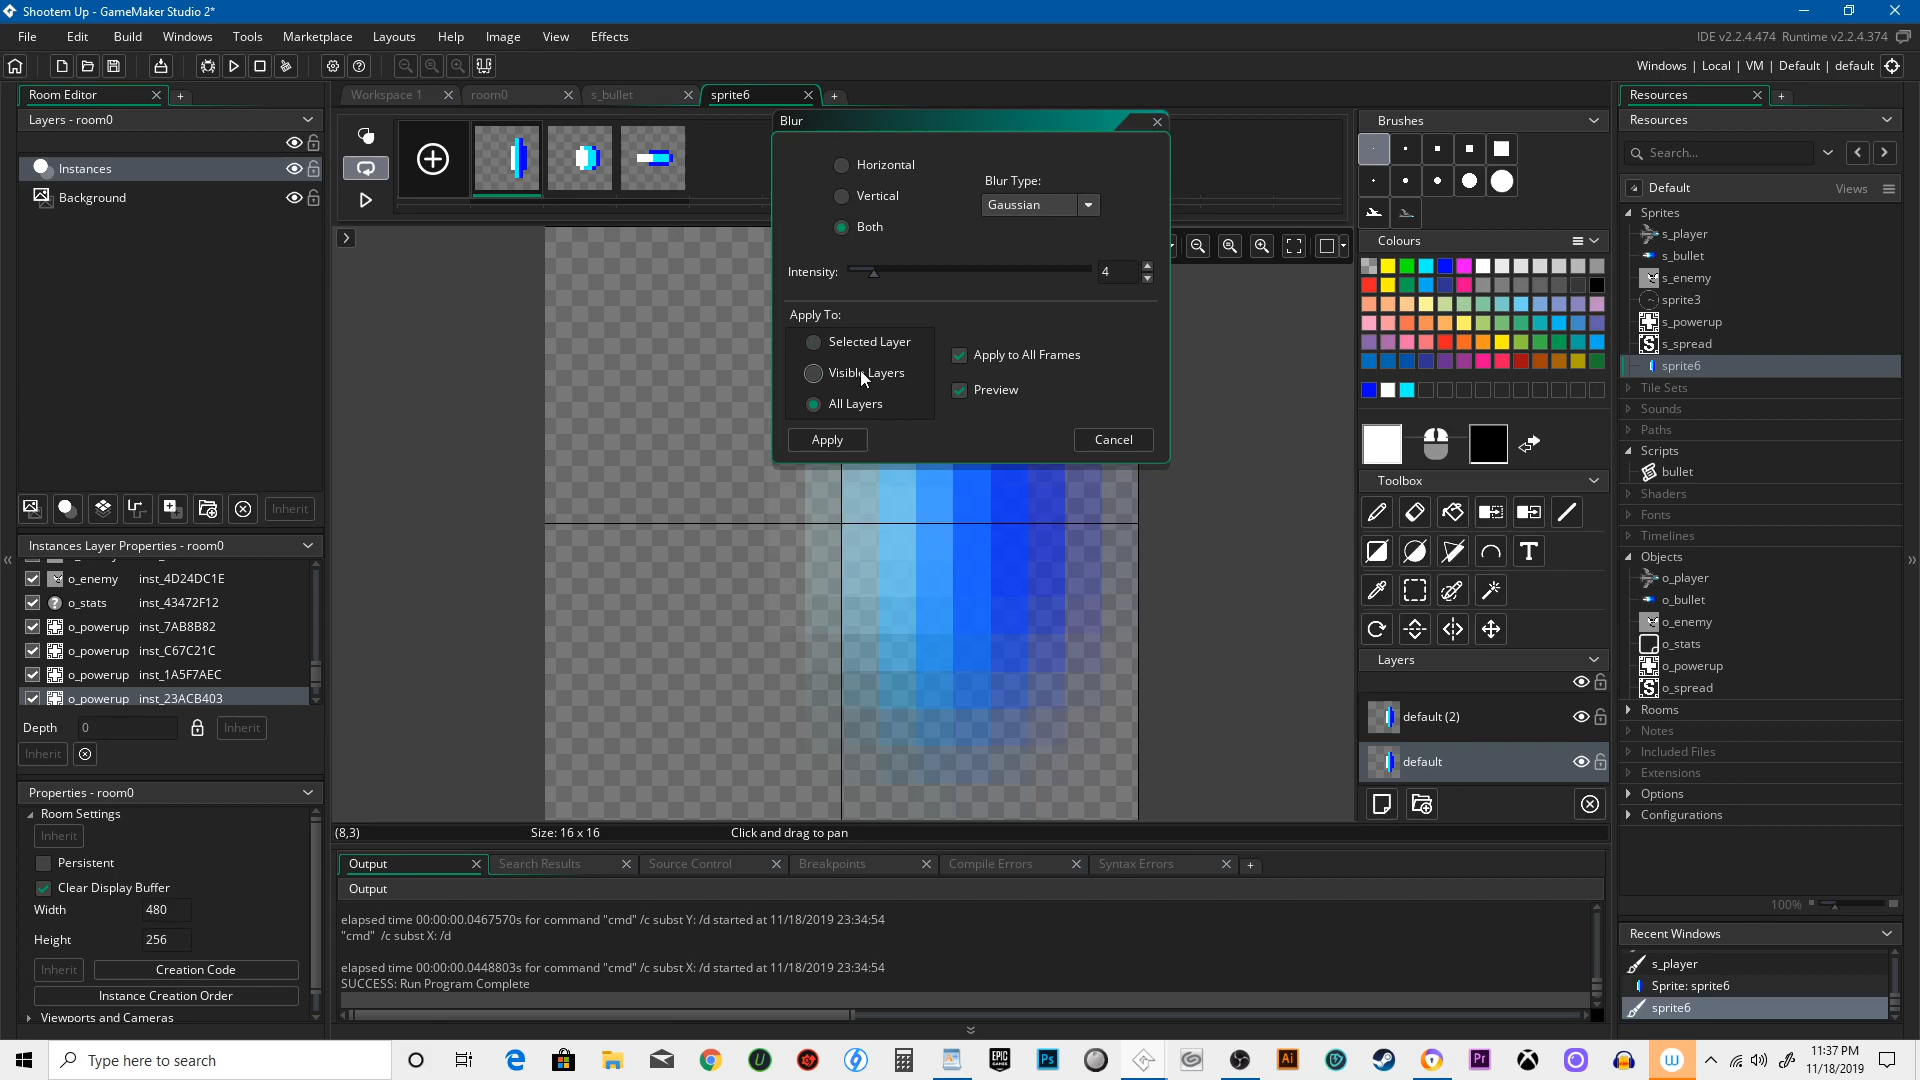 Shootem Up - GameMaker Studio 2*
File Edit Build Windows Tools Marketplace Layouts Help Image View Effects
IDE v2.2.4.474 Runtime v2.2.4.374
Windows | Local | VM | Default | default
Room Editor
Layers - room0
Instances
Background
Inherit
Instances Layer Properties - room0
o_enemy inst_4D24DC1E
o_stats inst_43472F12
o_powerup inst_7AB8B82
o_powerup inst_C67C21C
o_powerup inst_1A5F7AEC
o_powerup inst_23ACB403
Depth 0 Inherit
Inherit
Properties - room0
Room Settings
Inherit
Persistent
Clear Display Buffer
Width 480
Height 256
Inherit Creation Code
Instance Creation Order
Viewports and Cameras
Workspace 1 room0 s_bullet sprite6
Blur
Horizontal
Vertical
Both
Blur Type:
Gaussian
Intensity: 4
Apply To:
Selected Layer
Visible Layers
All Layers
Apply to All Frames
Preview
Apply Cancel
(8,3) Size: 16 x 16 Click and drag to pan
Output Search Results Source Control Breakpoints Compile Errors Syntax Errors
Output
elapsed time 00:00:00.0467570s for command "cmd" /c subst Y: /d started at 11/18/2019 23:34:54
"cmd" /c subst X: /d
elapsed time 00:00:00.0448803s for command "cmd" /c subst X: /d started at 11/18/2019 23:34:54
SUCCESS: Run Program Complete
Brushes
Colours
Toolbox
T
Layers
default (2)
default
Resources
Resources
Search...
Default Views
Sprites
s_player
s_bullet
s_enemy
sprite3
s_powerup
S s_spread
sprite6
Tile Sets
Sounds
Paths
Scripts
bullet
Shaders
Fonts
Timelines
Objects
o_player
o_bullet
o_enemy
o_stats
o_powerup
S o_spread
Rooms
Notes
Included Files
Extensions
Options
Configurations
100%
Recent Windows
s_player
Sprite: sprite6
sprite6
Type here to search
EPIC GAMES
Ps
Ai
Pr
W
11:37 PM
11/18/2019